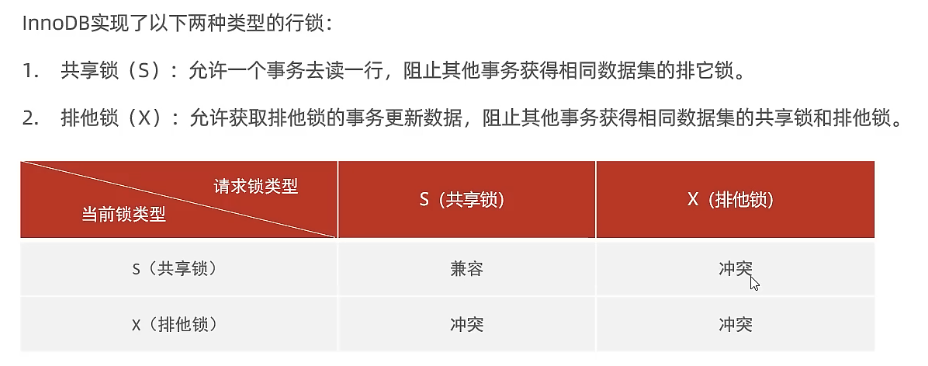 InnoDB实现了以下两种类型的行锁：
1. 共享锁（S）：允许一个事务去读一行，阻止其他事务获得相同数据集的排它锁。
2. 排他锁（X）：允许获取排他锁的事务更新数据，阻止其他事务获得相同数据集的共享锁和排他锁。
请求锁类型
当前锁类型
S（共享锁） X（排他锁）
S（共享锁） 兼容 冲突
X（排他锁） 冲突 冲突